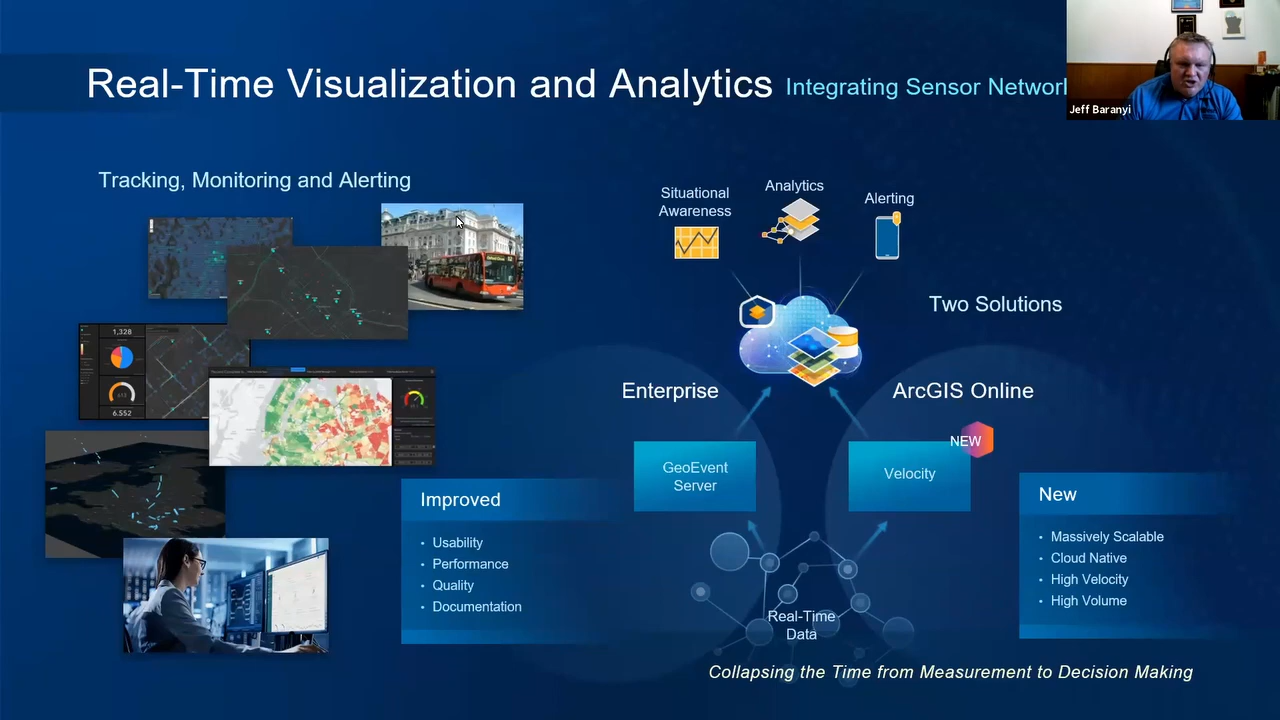 Real-Time Visualization and Analytics Integrating Sensor Network
Jeff Baranyi
Tracking, Monitoring and Alerting
Situational
Awareness
Analytics
Alerting
Two Solutions
1,328
613
6.552
Enterprise
ArcGIS Online
GeoEvent
Server
NEW
Velocity
Improved
• Usability
• Performance
• Quality
• Documentation
New
• Massively Scalable
• Cloud Native
• High Velocity
• High Volume
Real-Time
Data
Collapsing the Time from Measurement to Decision Making